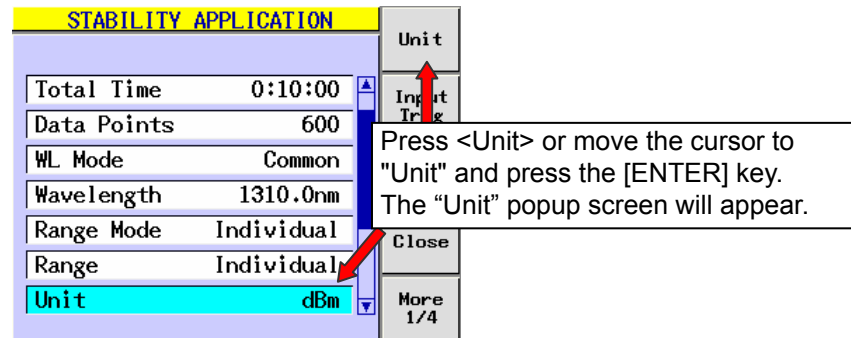 STABILITY APPLICATION
Total Time 0:10:00
Data Points 600
WL Mode Common
Wavelength 1310.0nm
Range Mode Individual
Range Individual
Unit dBm
Unit
Input
Close
More
1/4
Press <Unit> or move the cursor to
"Unit" and press the [ENTER] key.
The “Unit” popup screen will appear.